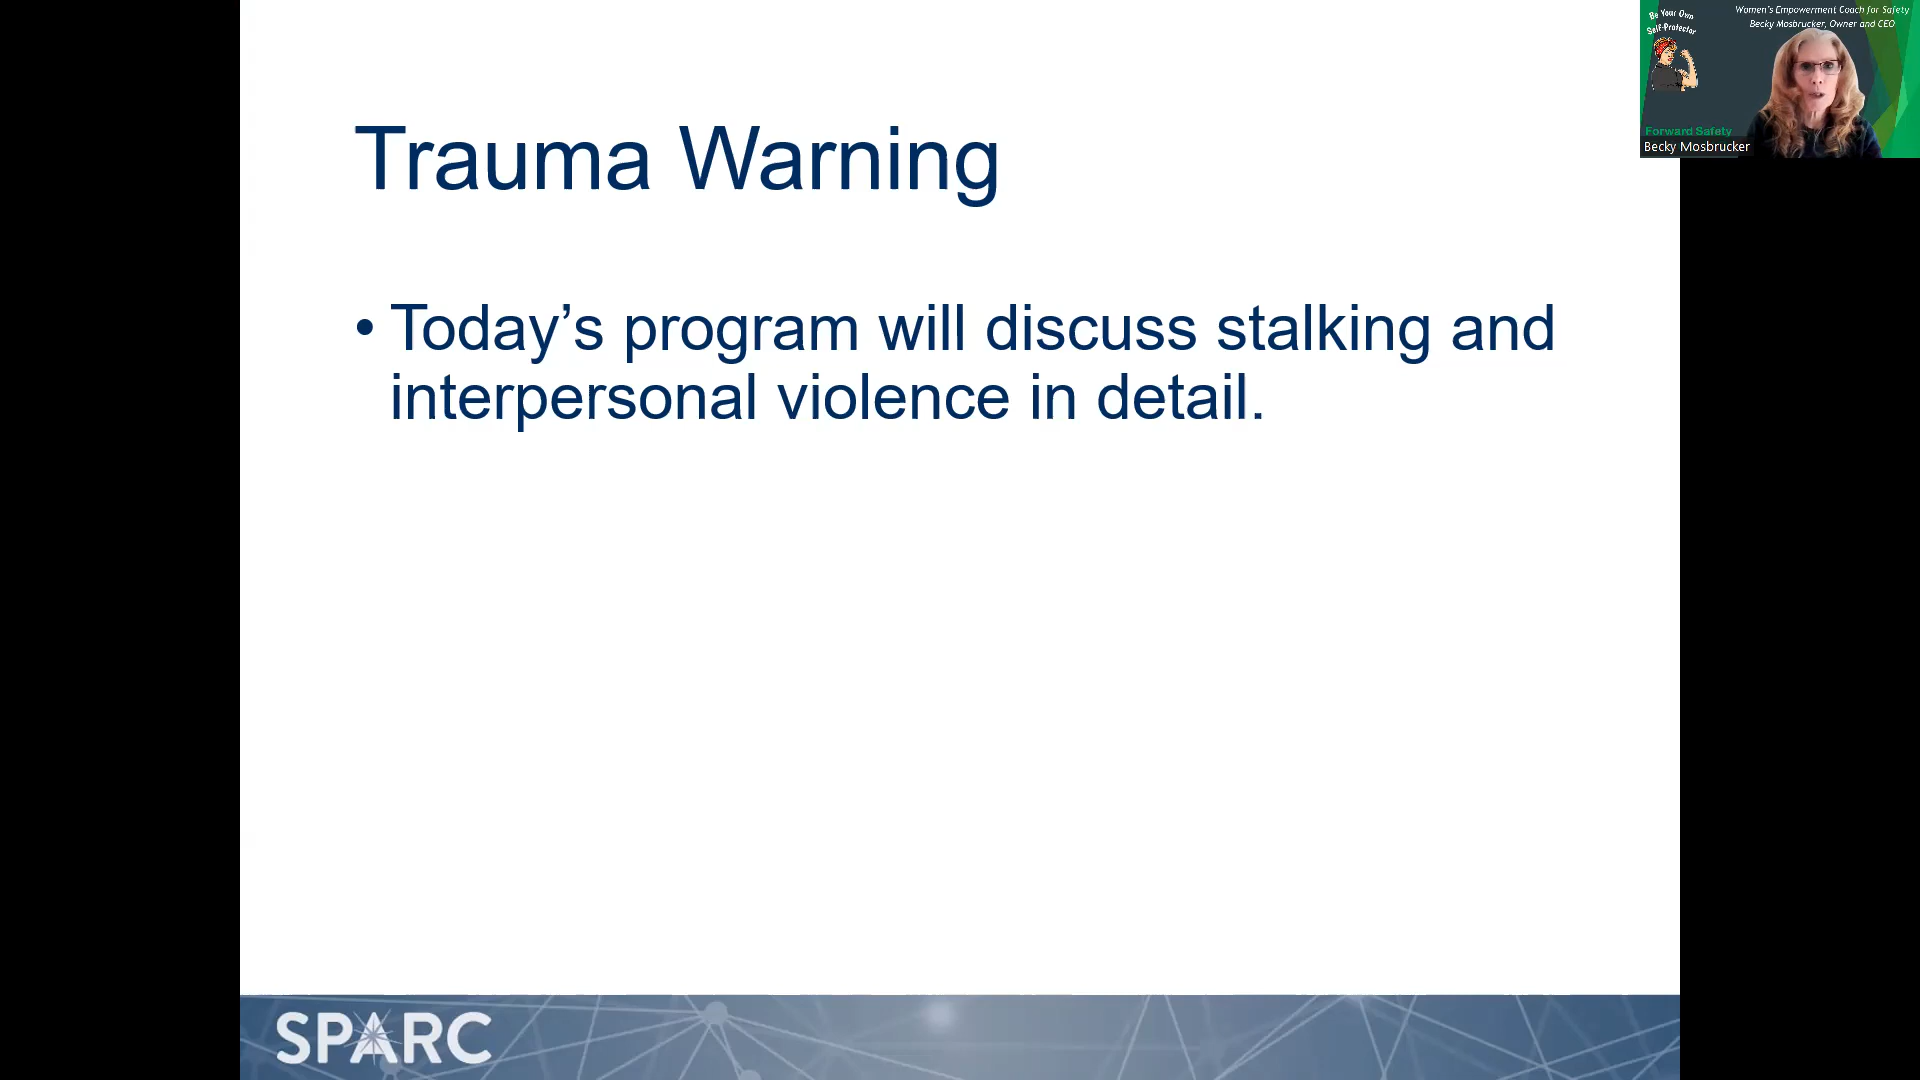 Trauma Warning
• Today’s program will discuss stalking and
interpersonal violence in detail.
SPARC
Be Your Own
Self-Protector
Women's Empowerment Coach for Safety
Becky Mosbrucker, Owner and CEO
Forward Safety
Becky Mosbrucker